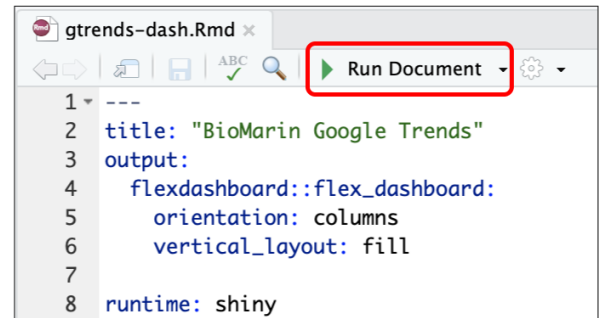 Rmd gtrends-dash.Rmd ×
ABC Run Document
1 ---
2 title: "BioMarin Google Trends"
3 output:
4   flexdashboard::flex_dashboard:
5     orientation: columns
6     vertical_layout: fill
7
8 runtime: shiny